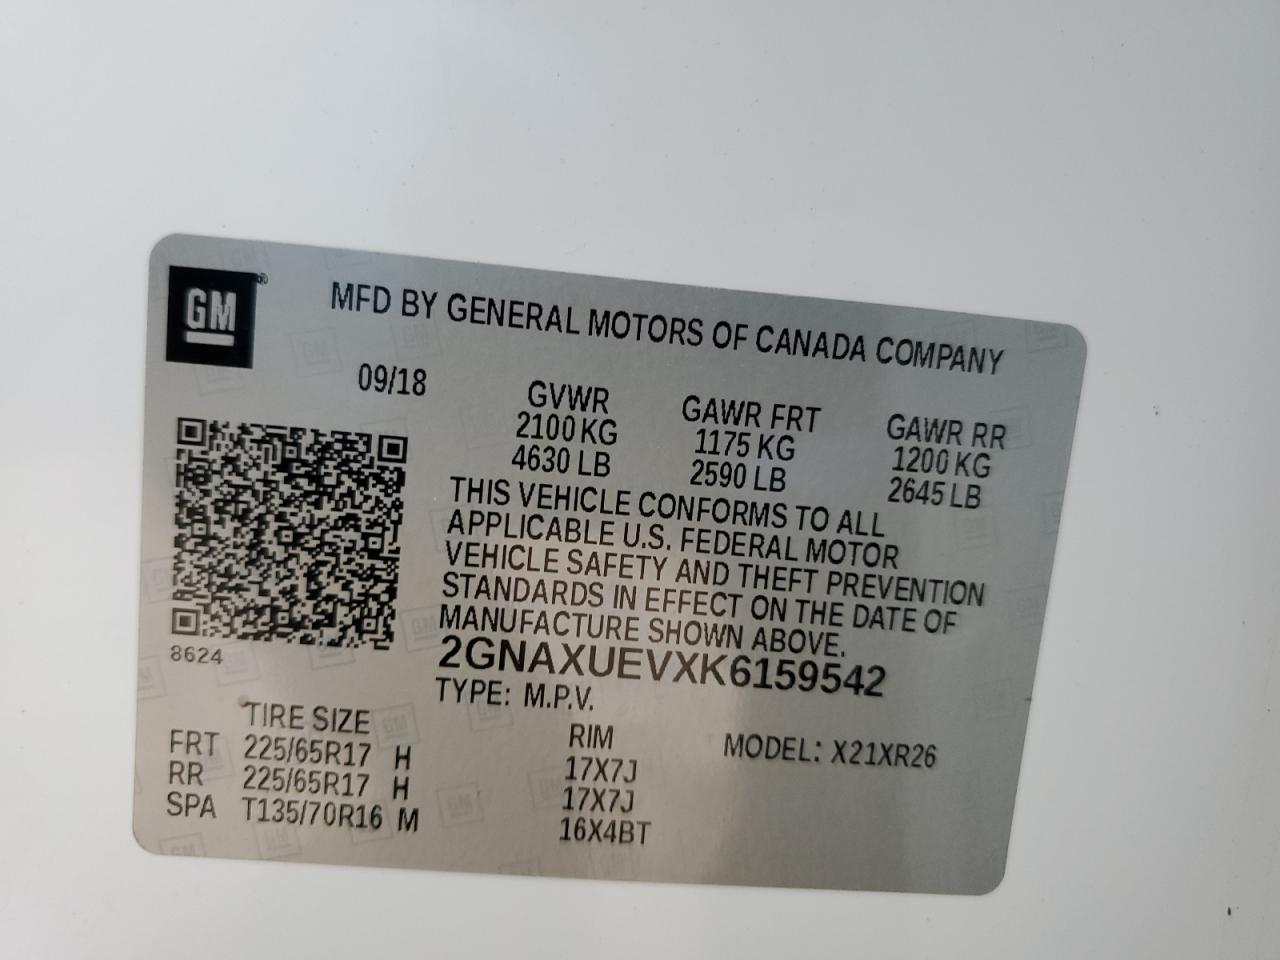 GM®
MFD BY GENERAL MOTORS OF CANADA COMPANY
09/18
GVWR
2100 KG
4630 LB
GAWR FRT
1175 KG
2590 LB
GAWR RR
1200 KG
2645 LB
THIS VEHICLE CONFORMS TO ALL
APPLICABLE U.S. FEDERAL MOTOR
VEHICLE SAFETY AND THEFT PREVENTION
STANDARDS IN EFFECT ON THE DATE OF
MANUFACTURE SHOWN ABOVE.
8624
2GNAXUEVXK6159542
TYPE: M.P.V.
MODEL: X21XR26
TIRE SIZE RIM
FRT 225/65R17 H 17X7J
RR 225/65R17 H 17X7J
SPA T135/70R16 M 16X4BT